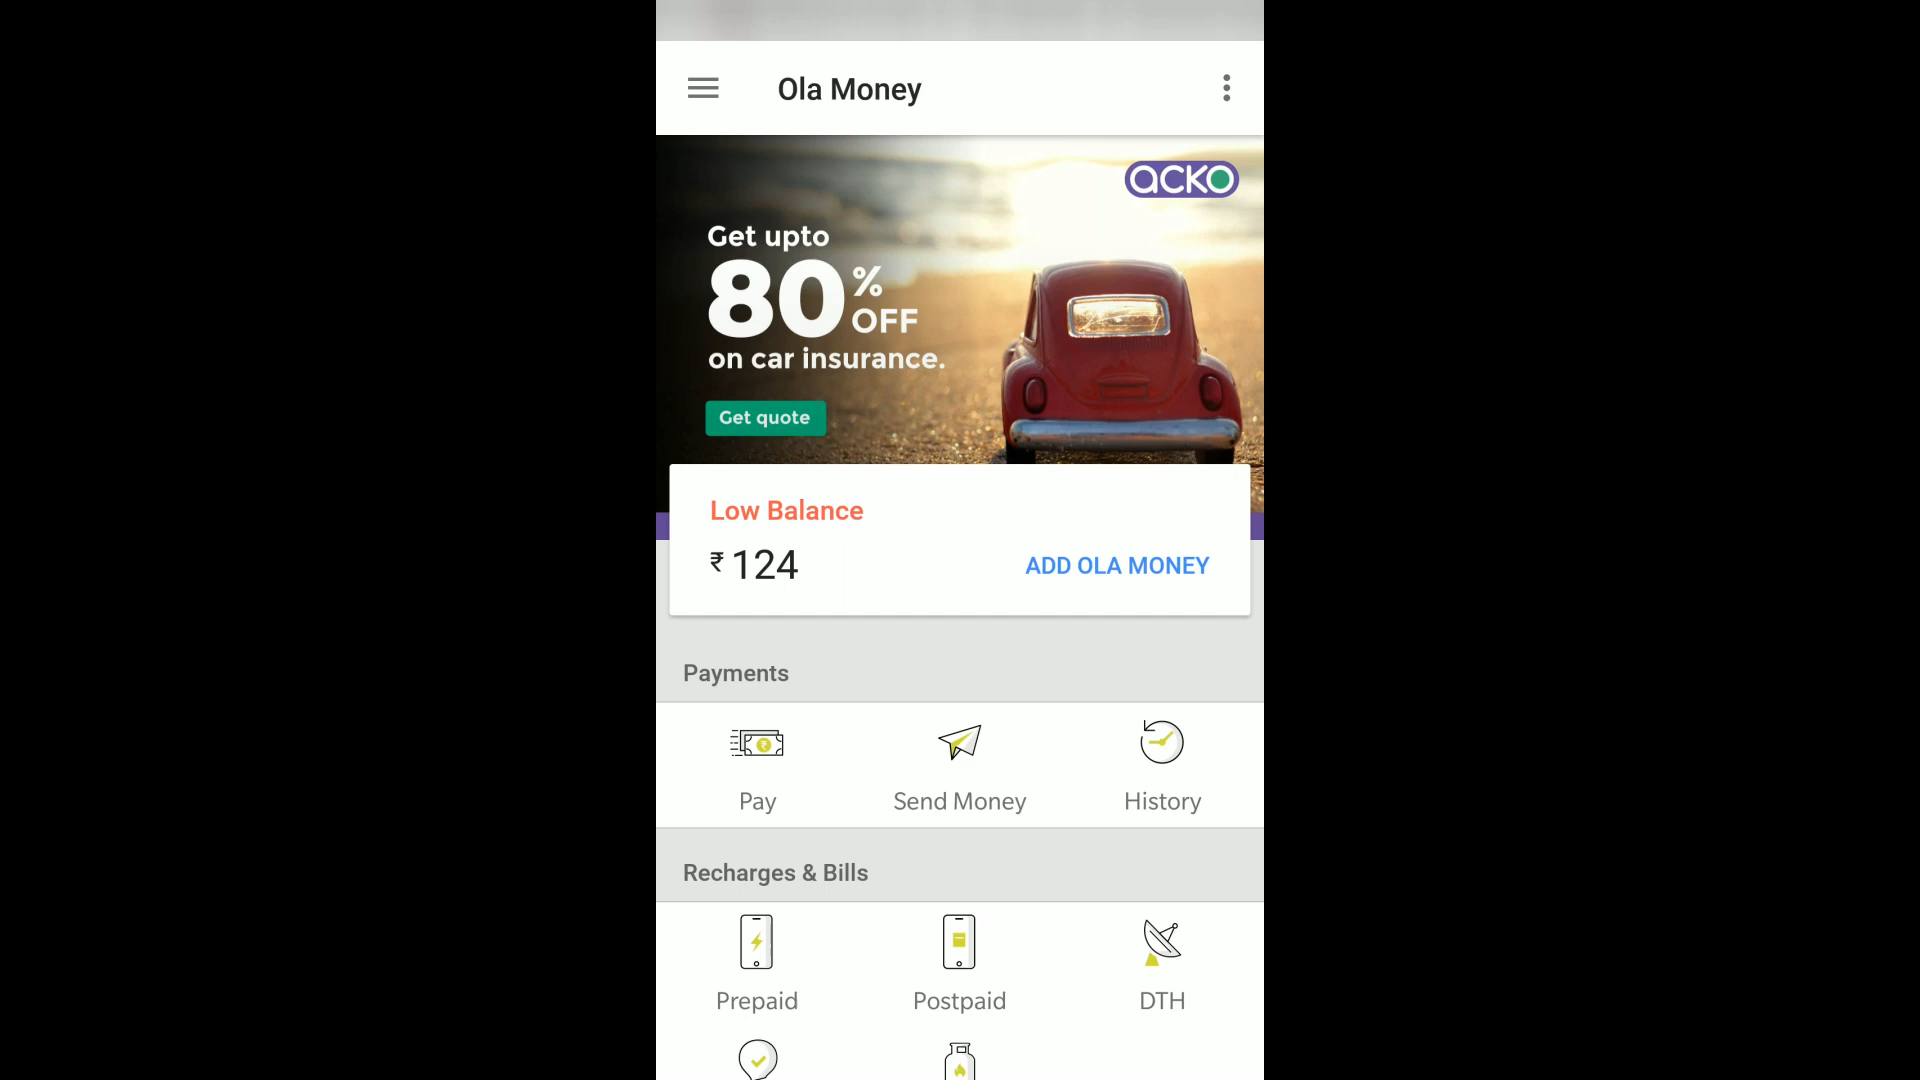 Ola Money
acko
Get upto
80% OFF
on car insurance.
Get quote
Low Balance
₹ 124
ADD OLA MONEY
Payments
Pay
Send Money
History
Recharges & Bills
Prepaid
Postpaid
DTH